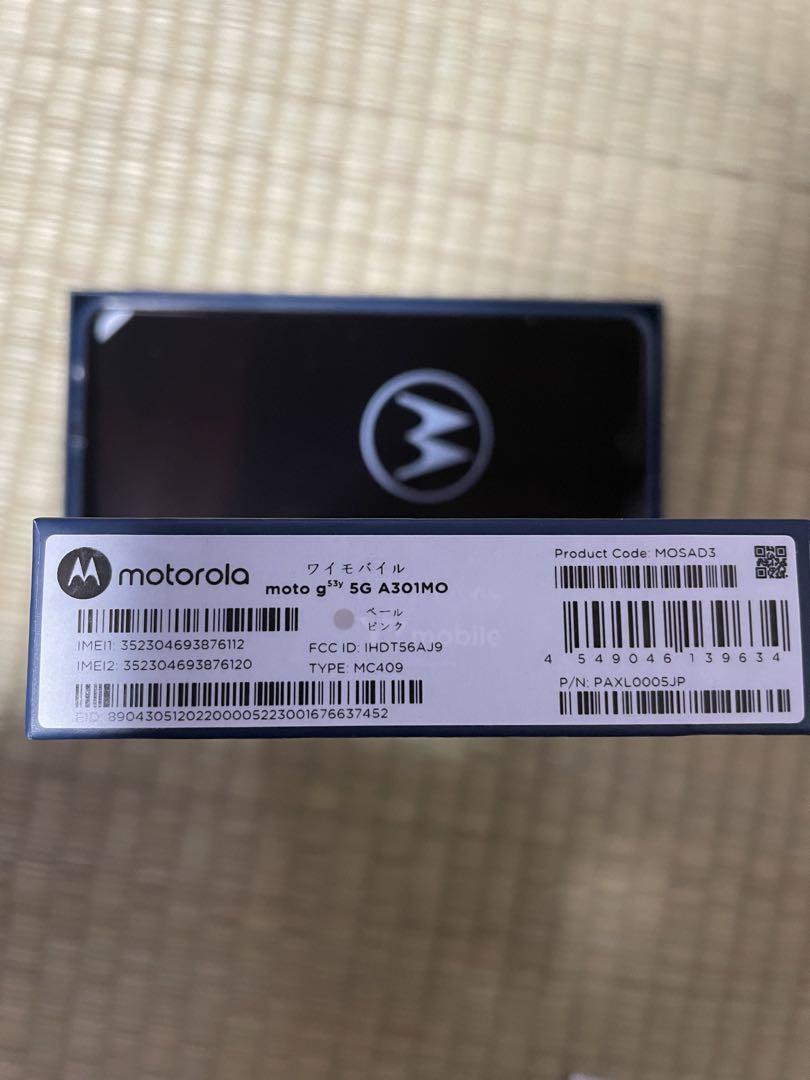 motorola
ワイモバイル
moto g53y 5G A301MO
ペール
ピンク
IMEI1: 352304693876112
IMEI2: 352304693876120
FCC ID: IHDT56AJ9
TYPE: MC409
EID: 89043051202200005223001676637452
Product Code: MOSAD3
4 549046 139634
P/N: PAXL0005JP
Y! mobile